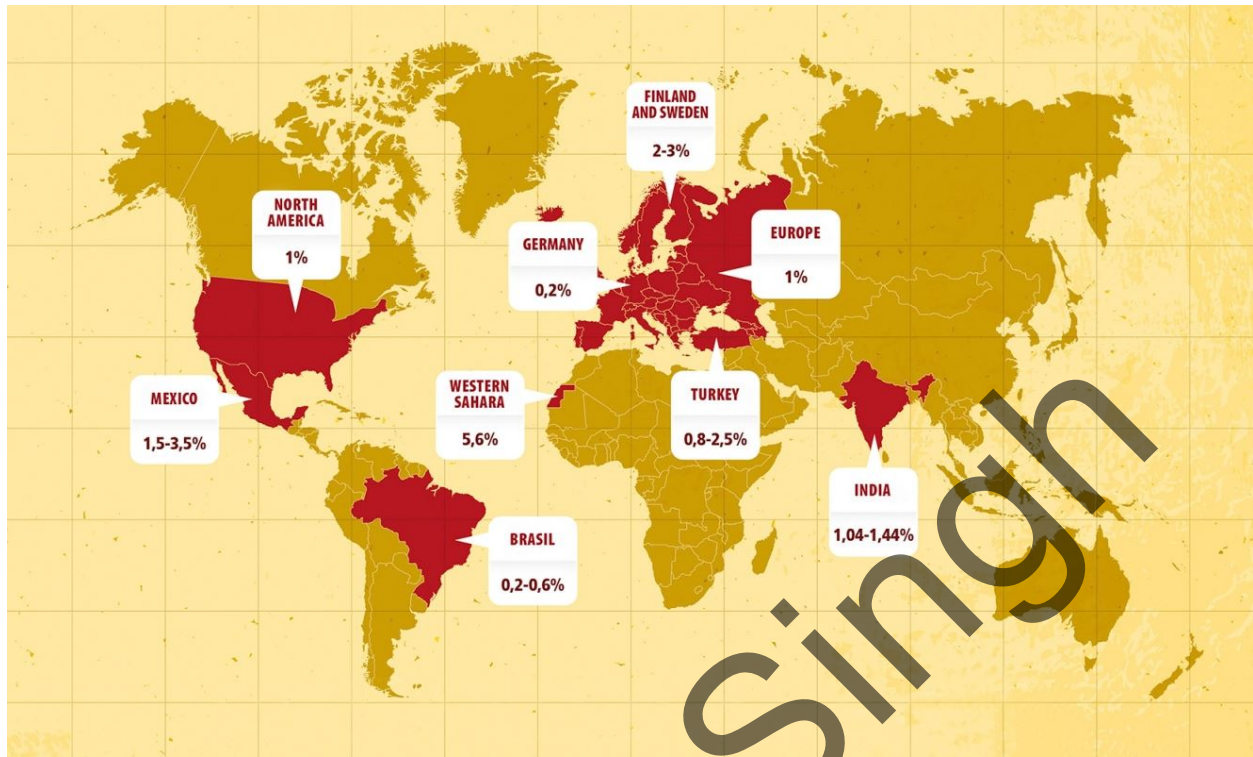 FINLAND
AND SWEDEN
2-3%
NORTH
AMERICA
1%
GERMANY
0,2%
EUROPE
1%
MEXICO
1,5-3,5%
WESTERN
SAHARA
5,6%
TURKEY
0,8-2,5%
INDIA
1,04-1,44%
BRASIL
0,2-0,6%
Singh